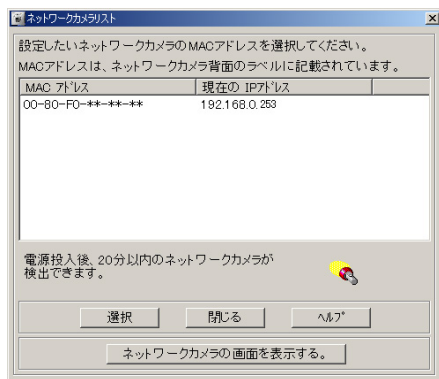 ネットワークカメラリスト
設定したいネットワークカメラのMACアドレスを選択してください。
MACアドレスは、ネットワークカメラ背面のラベルに記載されています。
MAC アドレス 現在の IPアドレス
00-80-F0-**-**-** 192.168.0.253
電源投入後、20分以内のネットワークカメラが
検出できます。
選択 閉じる ヘルプ
ネットワークカメラの画面を表示する。